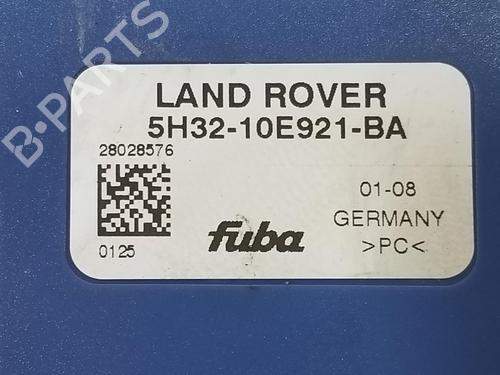 B-PARTS
LAND ROVER
5H32-10E921-BA
28028576
01-08
GERMANY
0125
fuba
>PC<